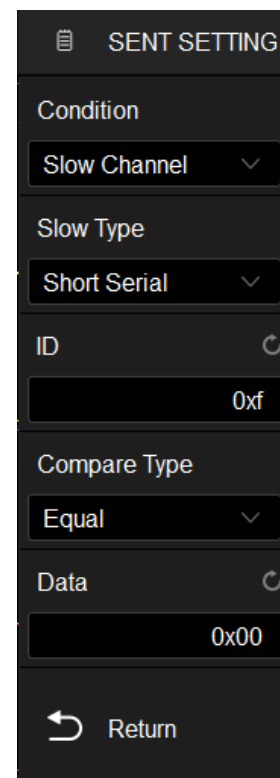 SENT SETTING
Condition
Slow Channel
Slow Type
Short Serial
ID
0xf
Compare Type
Equal
Data
0x00
Return